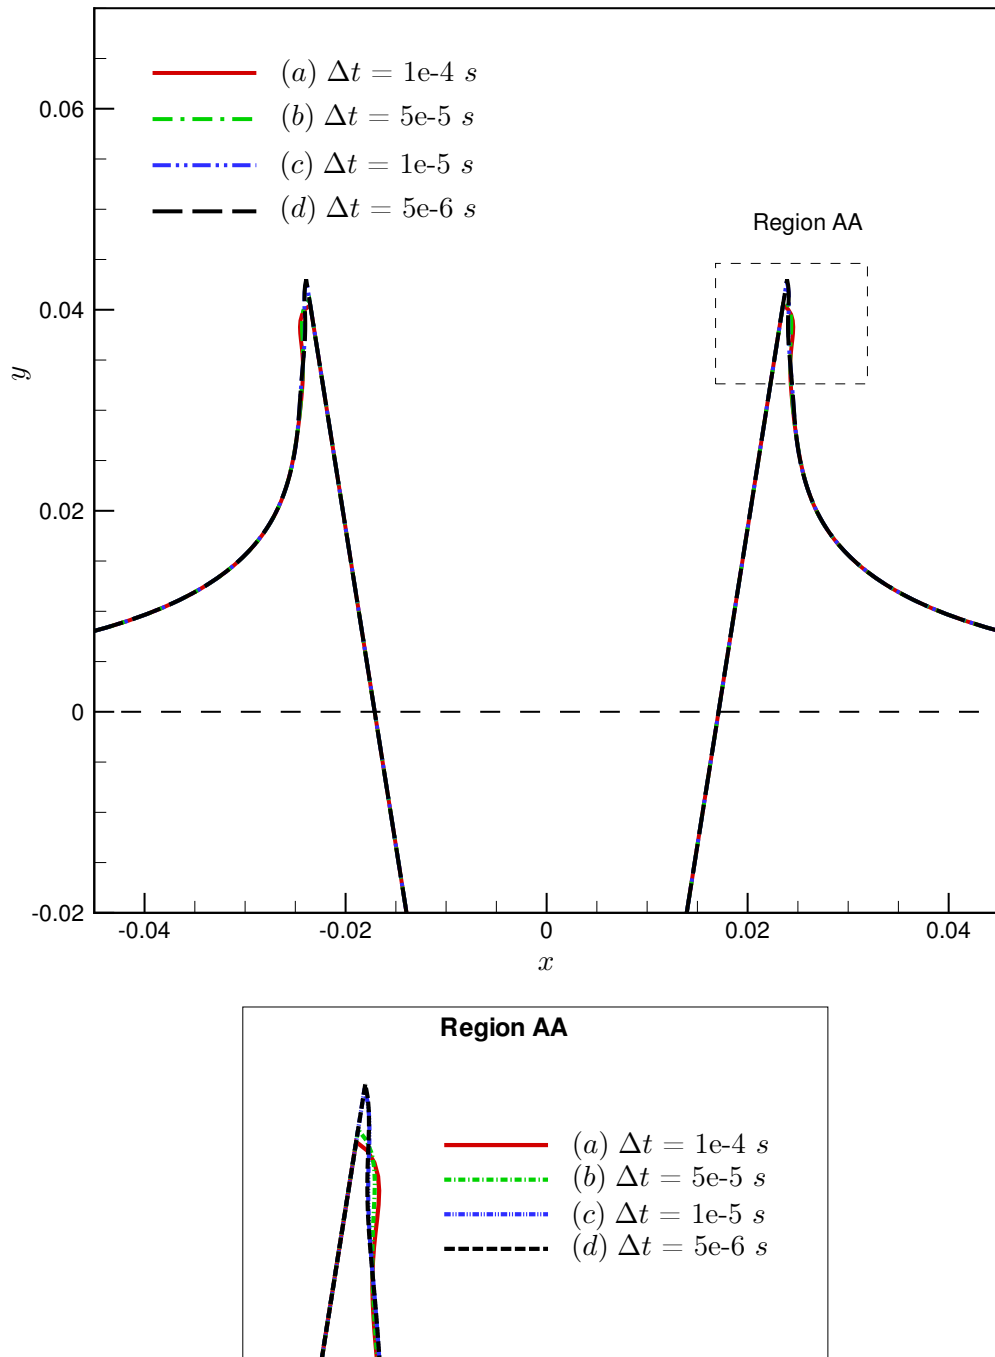 (a) Δt = 1e-4 s
(b) Δt = 5e-5 s
(c) Δt = 1e-5 s
(d) Δt = 5e-6 s
Region AA
0.06
0.04
0.02
0
-0.02
y
-0.04 -0.02 0 0.02 0.04
x
Region AA
(a) Δt = 1e-4 s
(b) Δt = 5e-5 s
(c) Δt = 1e-5 s
(d) Δt = 5e-6 s